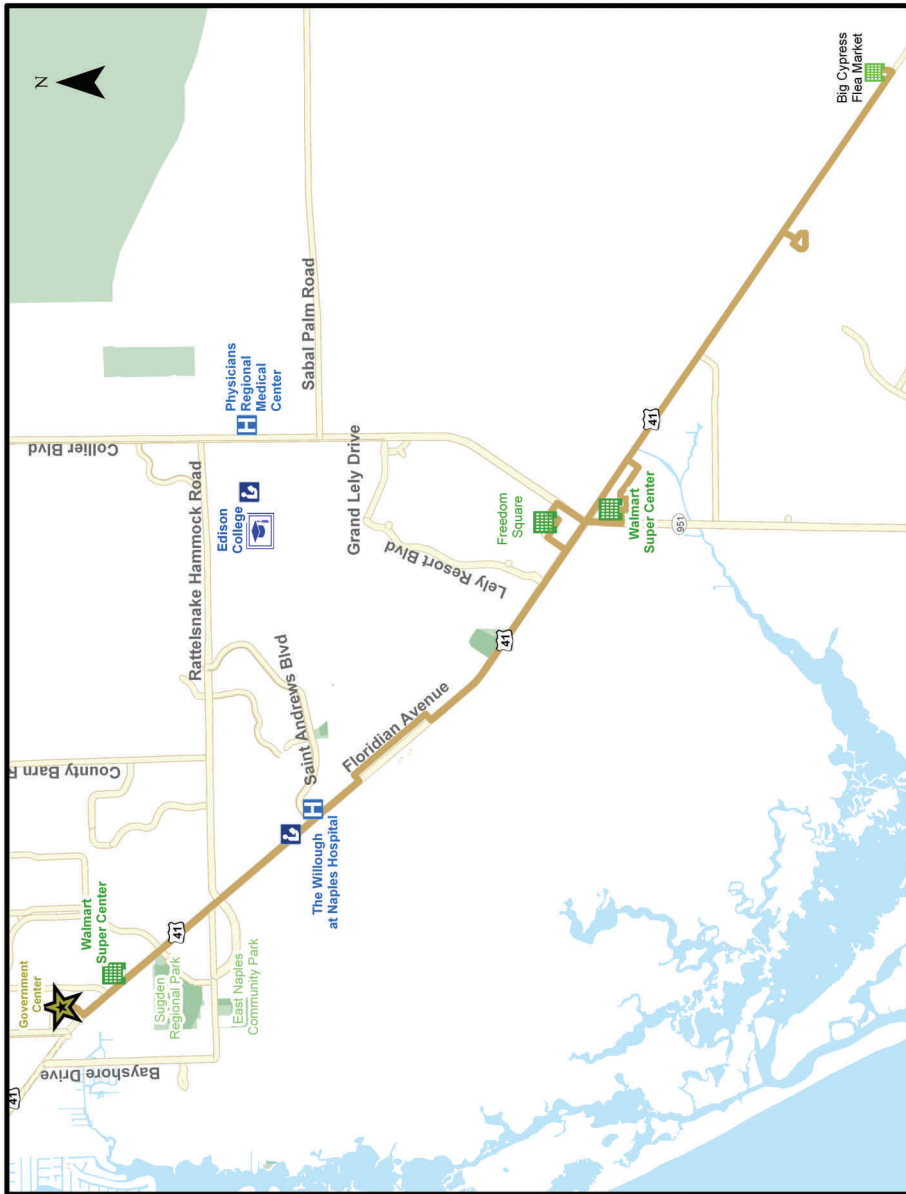 N
Government
Center
41
Walmart
Super Center
Bayshore Drive
Sugden
Regional Park
East Naples
Community Park
41
County Barn R
Rattelsnake Hammock Road
The Willough
at Naples Hospital
H
Saint Andrews Blvd
Floridian Avenue
Edison
College
Collier Blvd
H
Physicians
Regional
Medical
Center
Sabal Palm Road
Grand Lely Drive
Lely Resort Blvd
41
Freedom
Square
Walmart
Super Center
951
41
Big Cypress
Flea Market